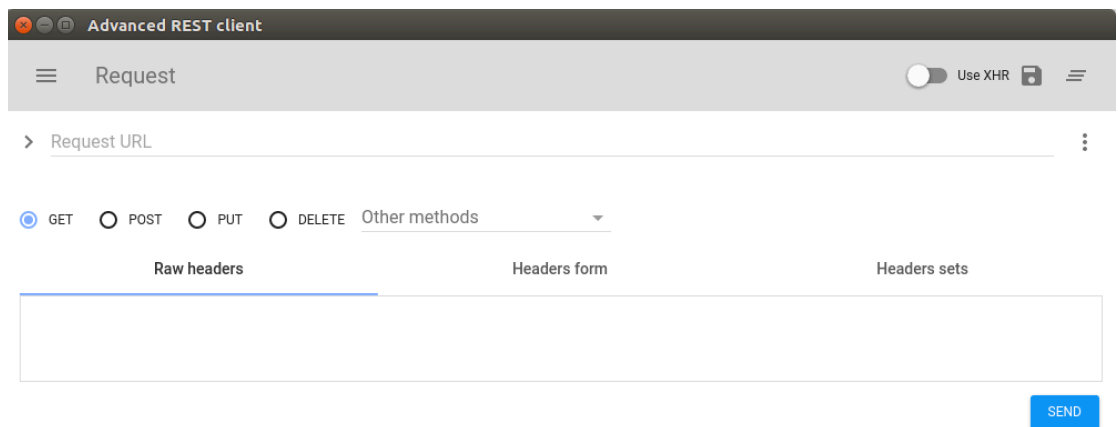 Advanced REST client
Request Use XHR
Request URL
GET POST PUT DELETE Other methods
Raw headers Headers form Headers sets
SEND